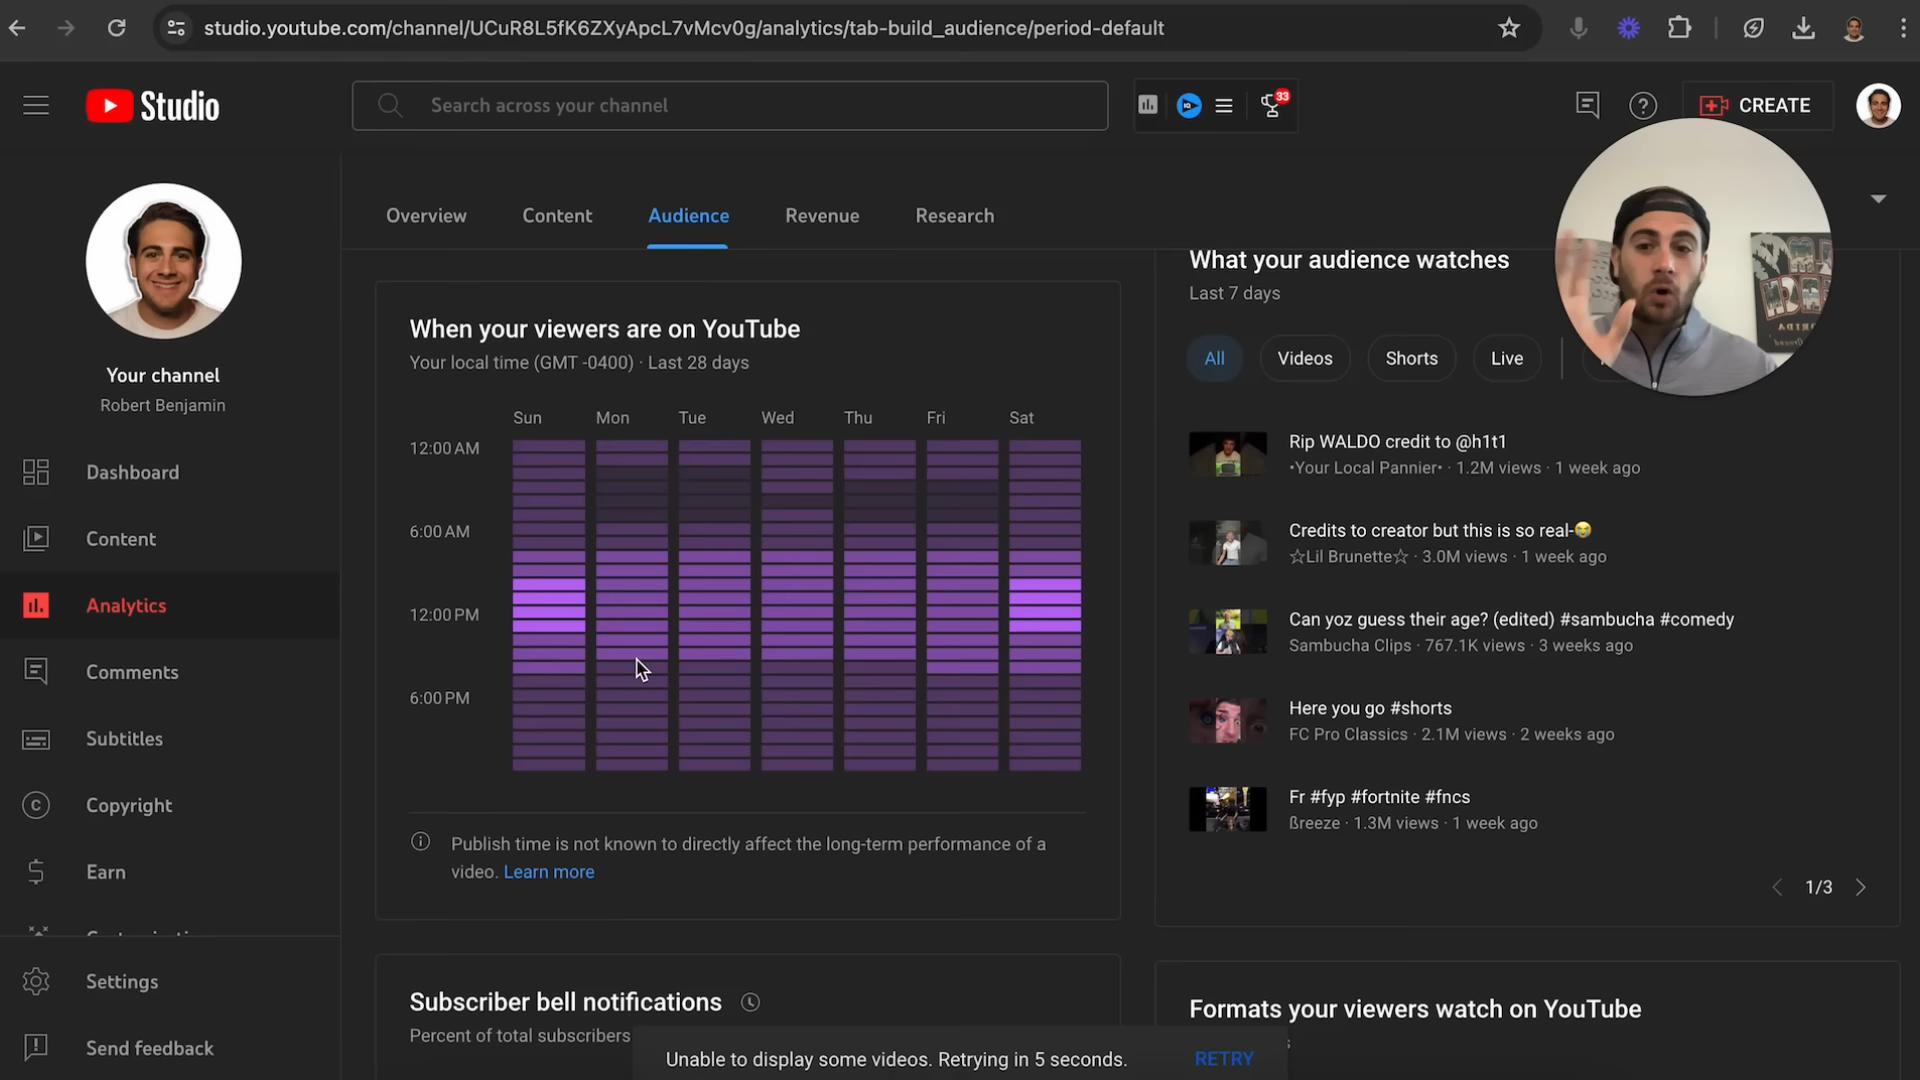 studio.youtube.com/channel/UCuR8L5fK6ZXyApcL7vMcv0g/analytics/tab-build_audience/period-default
Studio
Search across your channel
33
CREATE
Your channel
Robert Benjamin
Dashboard
Content
Analytics
Comments
Subtitles
Copyright
Earn
Settings
Send feedback
Overview
Content
Audience
Revenue
Research
When your viewers are on YouTube
Your local time (GMT -0400) · Last 28 days
Sun Mon Tue Wed Thu Fri Sat
12:00 AM
6:00 AM
12:00 PM
6:00 PM
Publish time is not known to directly affect the long-term performance of a
video. Learn more
Subscriber bell notifications
Percent of total subscribers
What your audience watches
Last 7 days
All
Videos
Shorts
Live
Rip WALDO credit to @h1t1
•Your Local Pannier• · 1.2M views · 1 week ago
Credits to creator but this is so real-😭
☆Lil Brunette☆ · 3.0M views · 1 week ago
Can yoz guess their age? (edited) #sambucha #comedy
Sambucha Clips · 767.1K views · 3 weeks ago
Here you go #shorts
FC Pro Classics · 2.1M views · 2 weeks ago
Fr #fyp #fortnite #fncs
ßreeze · 1.3M views · 1 week ago
1/3
Formats your viewers watch on YouTube
Unable to display some videos. Retrying in 5 seconds.
RETRY